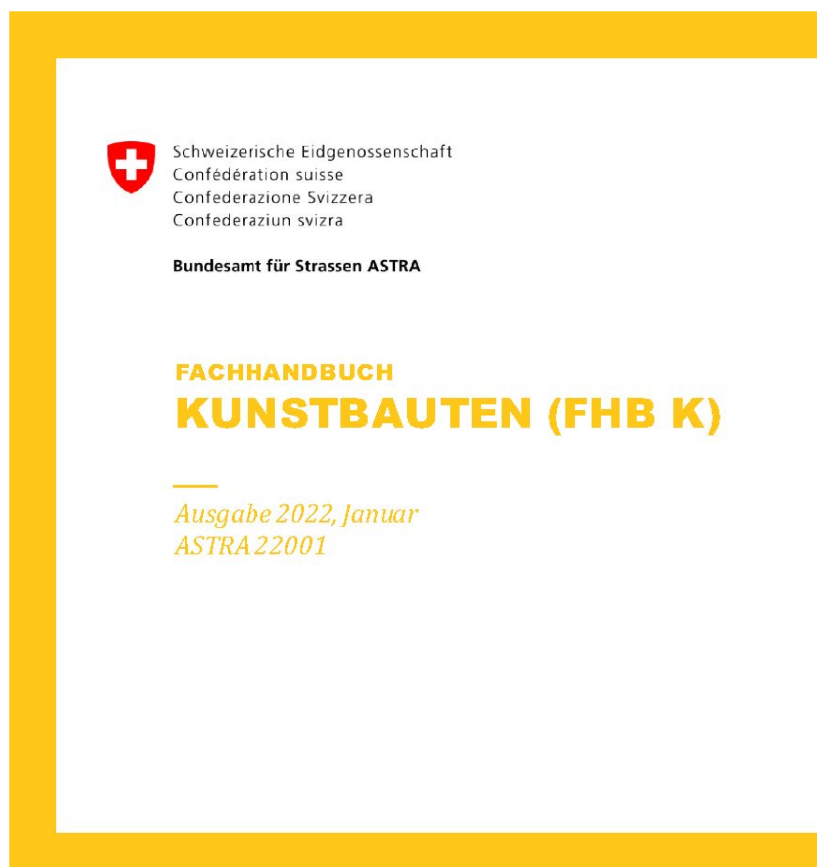 Schweizerische Eidgenossenschaft
Confédération suisse
Confederazione Svizzera
Confederaziun svizra
Bundesamt für Strassen ASTRA
FACHHANDBUCH
KUNSTBAUTEN (FHB K)
Ausgabe 2022, Januar
ASTRA 22001